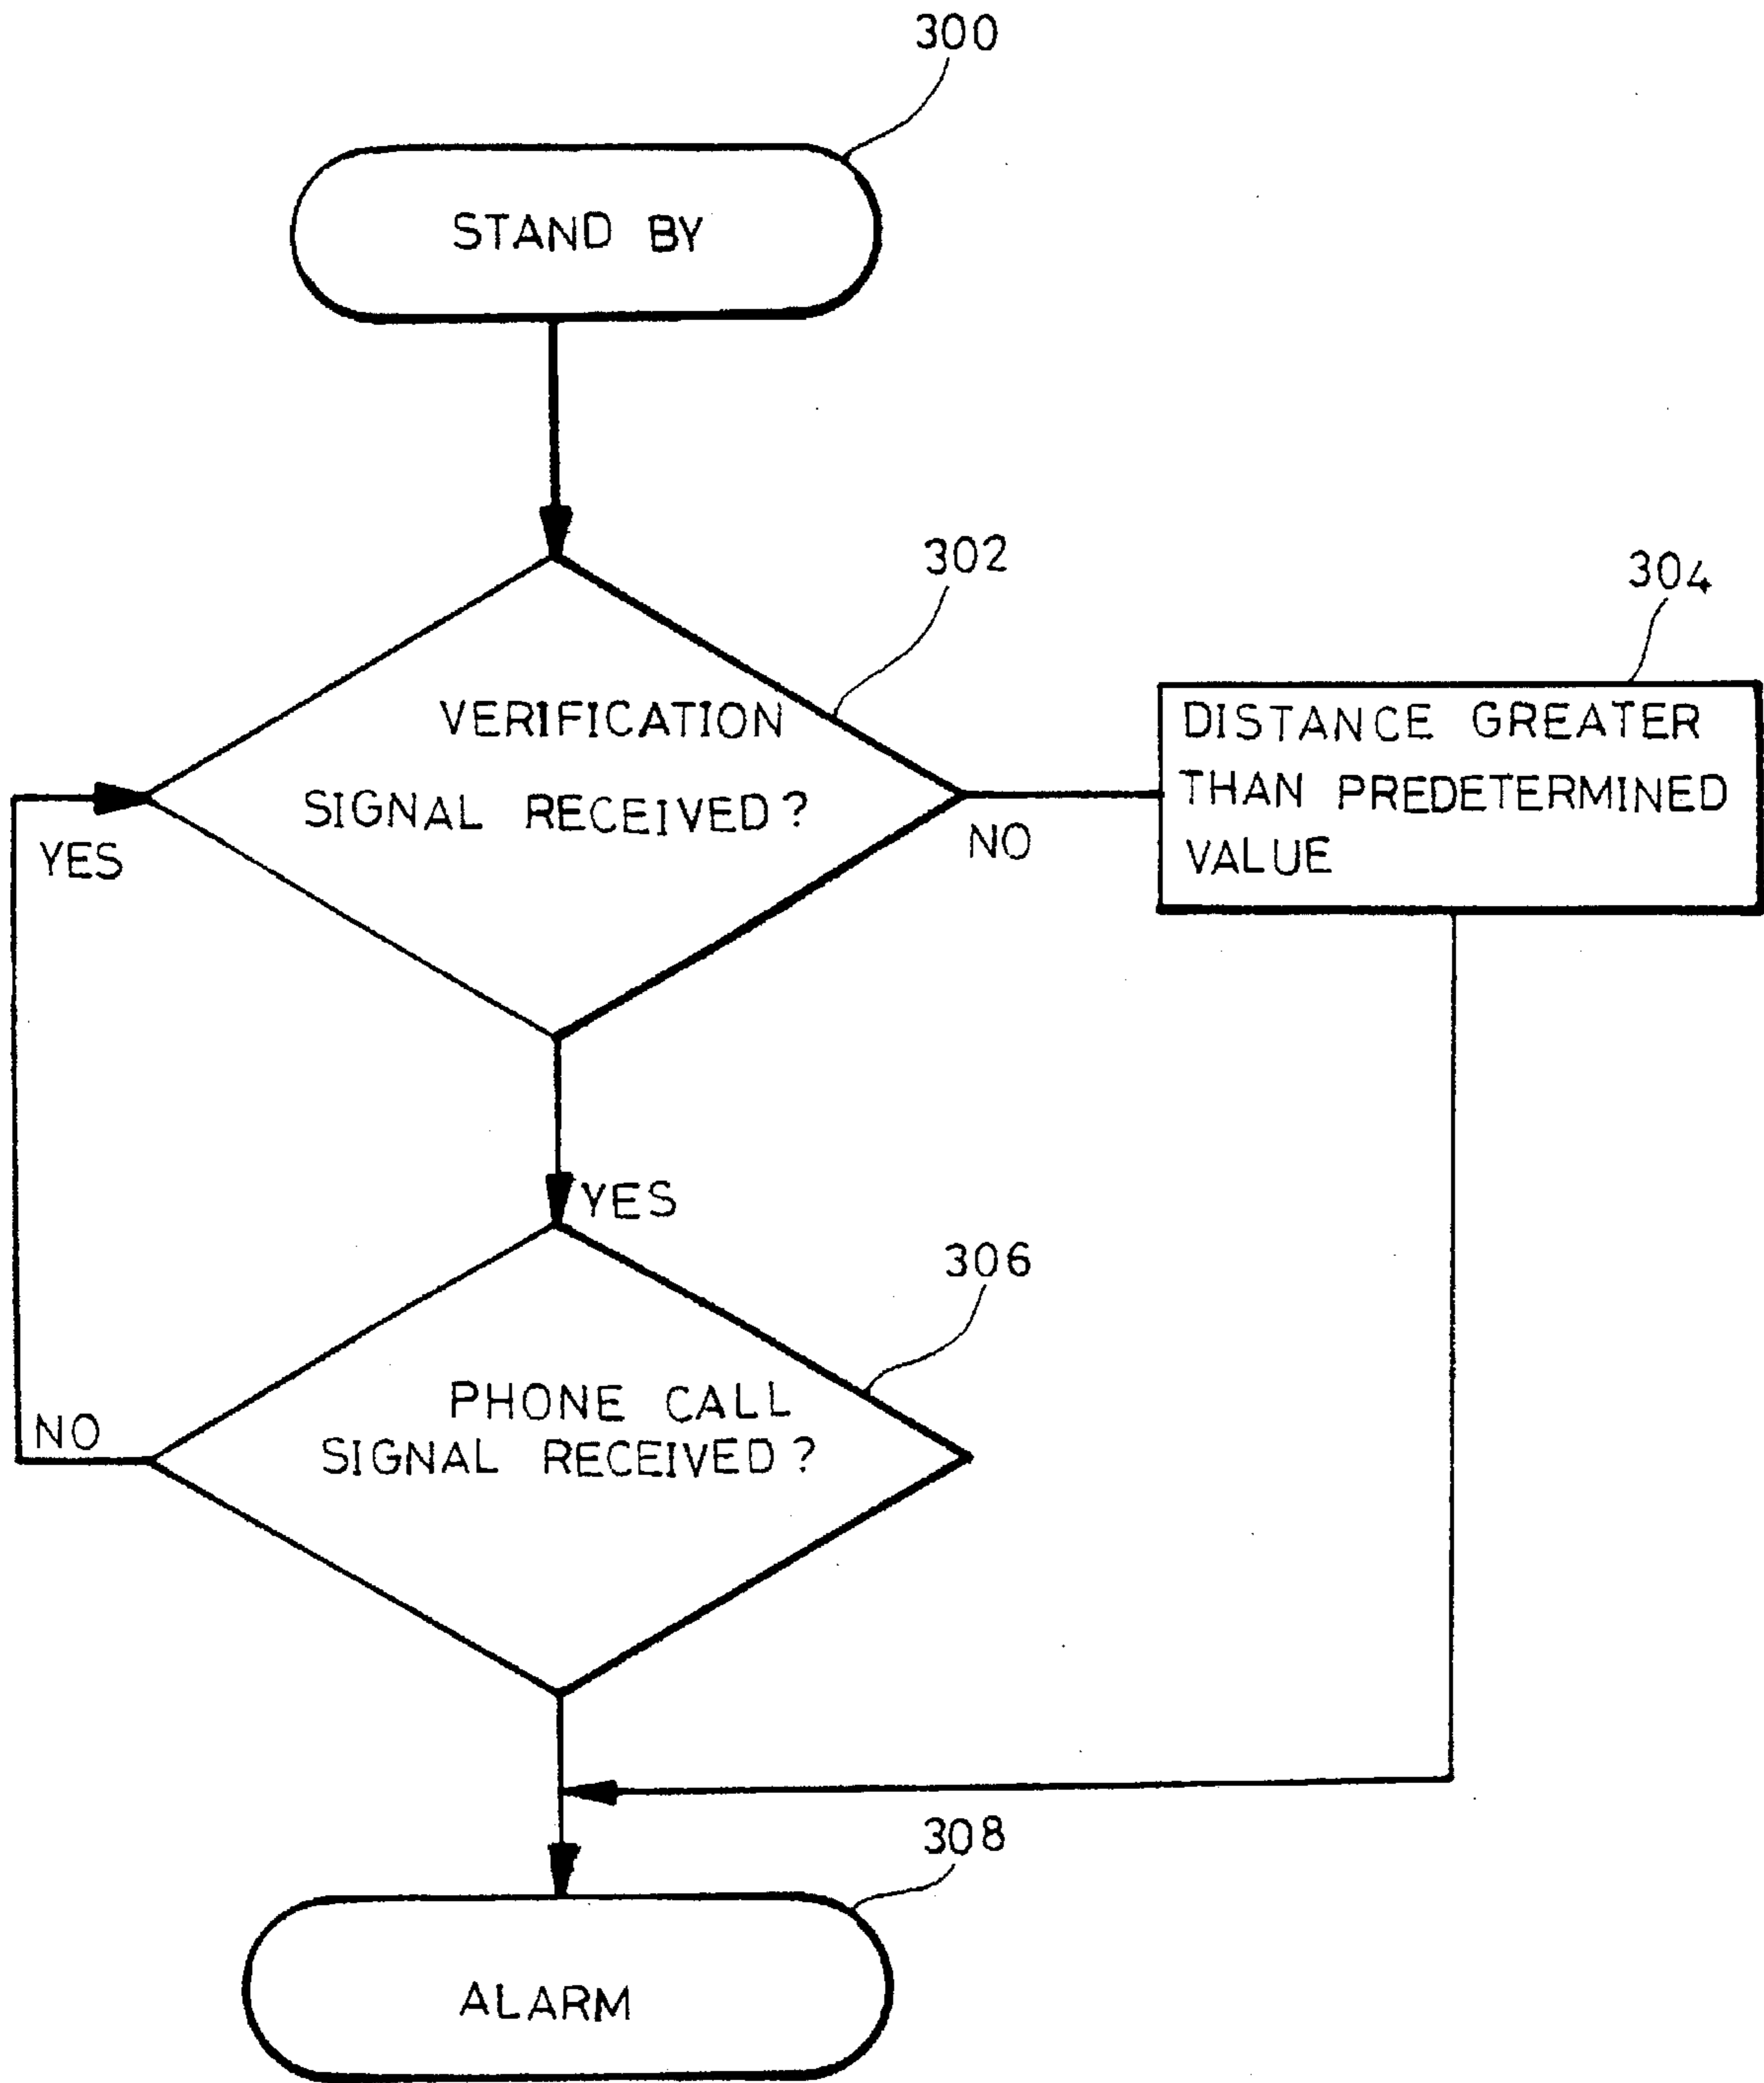 300
STAND BY
302
304
VERIFICATION
SIGNAL RECEIVED?
DISTANCE GREATER
THAN PREDETERMINED
VALUE
YES
NO
YES
306
PHONE CALL
SIGNAL RECEIVED?
NO
308
ALARM